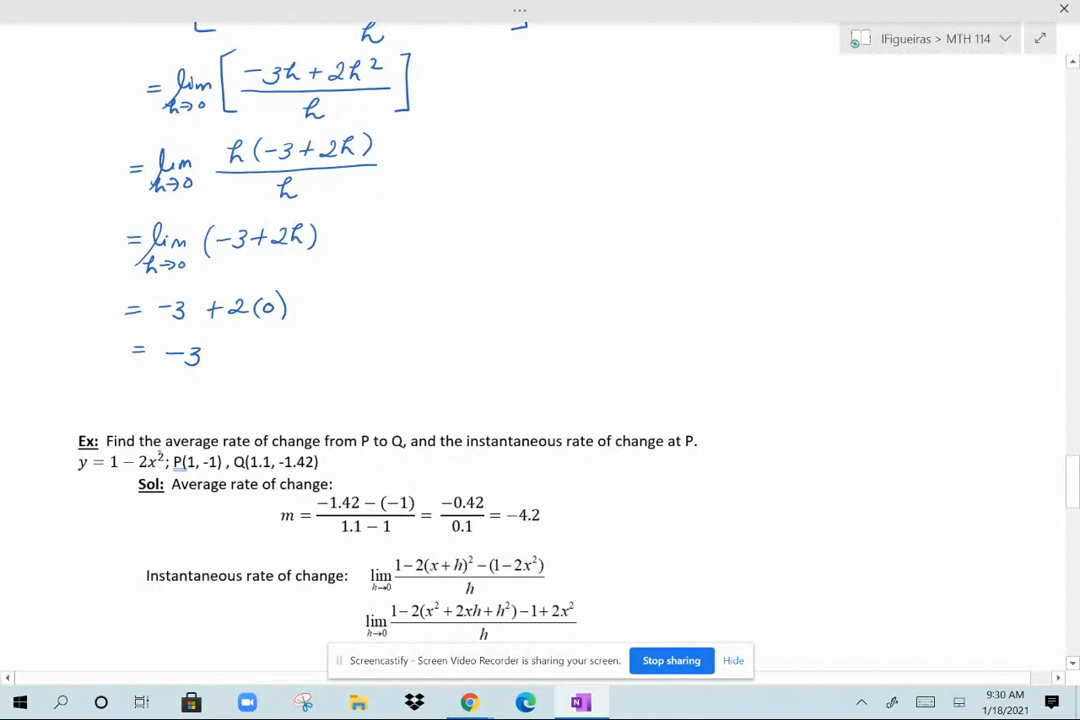 h
IFigueiras > MTH 114
= lim h→0 [ -3h + 2h² / h ]
= lim h→0 h(-3+2h) / h
= lim h→0 (-3+2h)
= -3 + 2(0)
= -3
Ex: Find the average rate of change from P to Q, and the instantaneous rate of change at P.
y = 1 − 2x²; P(1, -1) , Q(1.1, -1.42)
Sol: Average rate of change:
m = −1.42 − (−1) / 1.1 − 1 = −0.42 / 0.1 = −4.2
Instantaneous rate of change: lim h→0 1−2(x+h)²−(1−2x²) / h
lim h→0 1−2(x²+2xh+h²)−1+2x² / h
Screencastify - Screen Video Recorder is sharing your screen. Stop sharing Hide
9:30 AM
1/18/2021